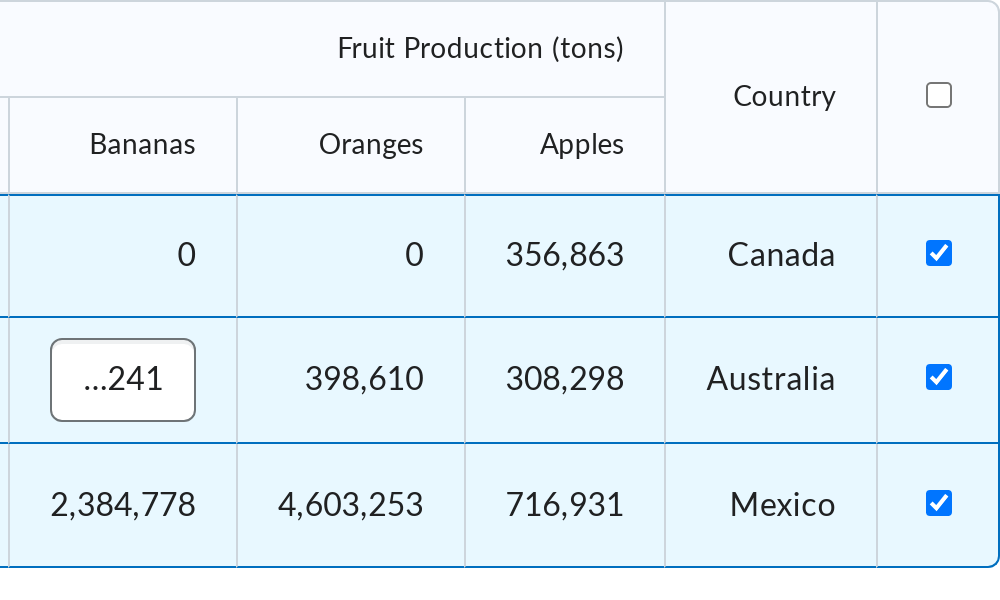 Fruit Production (tons)
Country
Bananas Oranges Apples
0 0 356,863 Canada
...241 398,610 308,298 Australia
2,384,778 4,603,253 716,931 Mexico